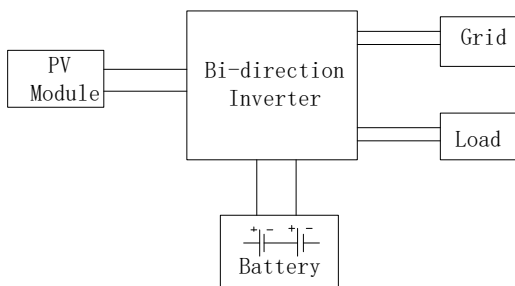 PV
Module
Bi-direction
Inverter
Grid
Load
+ - + -
Battery